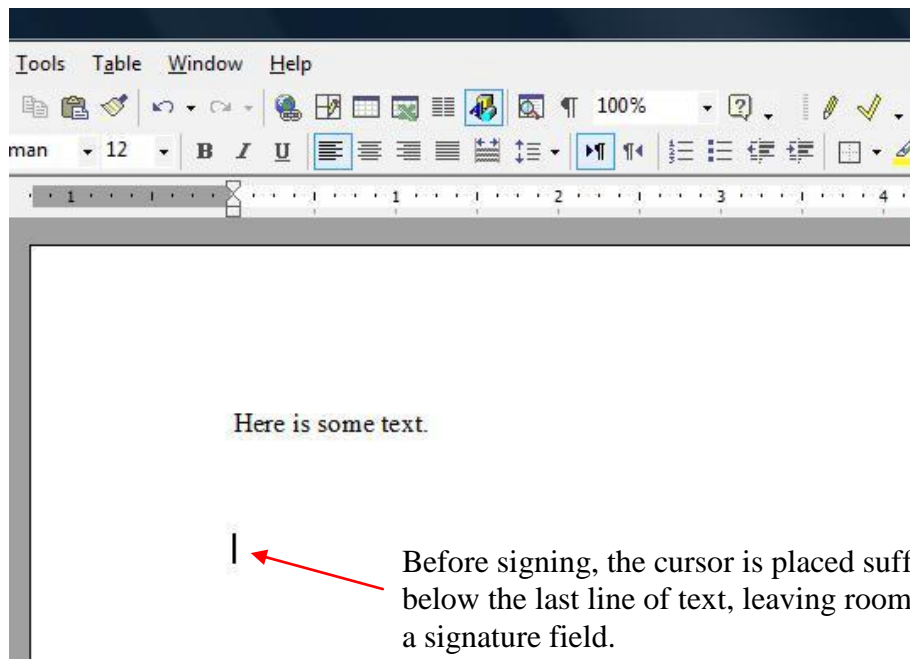 Tools Table Window Help
100%
man 12 B I U
1 1 2 3 4
Here is some text.
Before signing, the cursor is placed
below the last line of text, leaving room
a signature field.